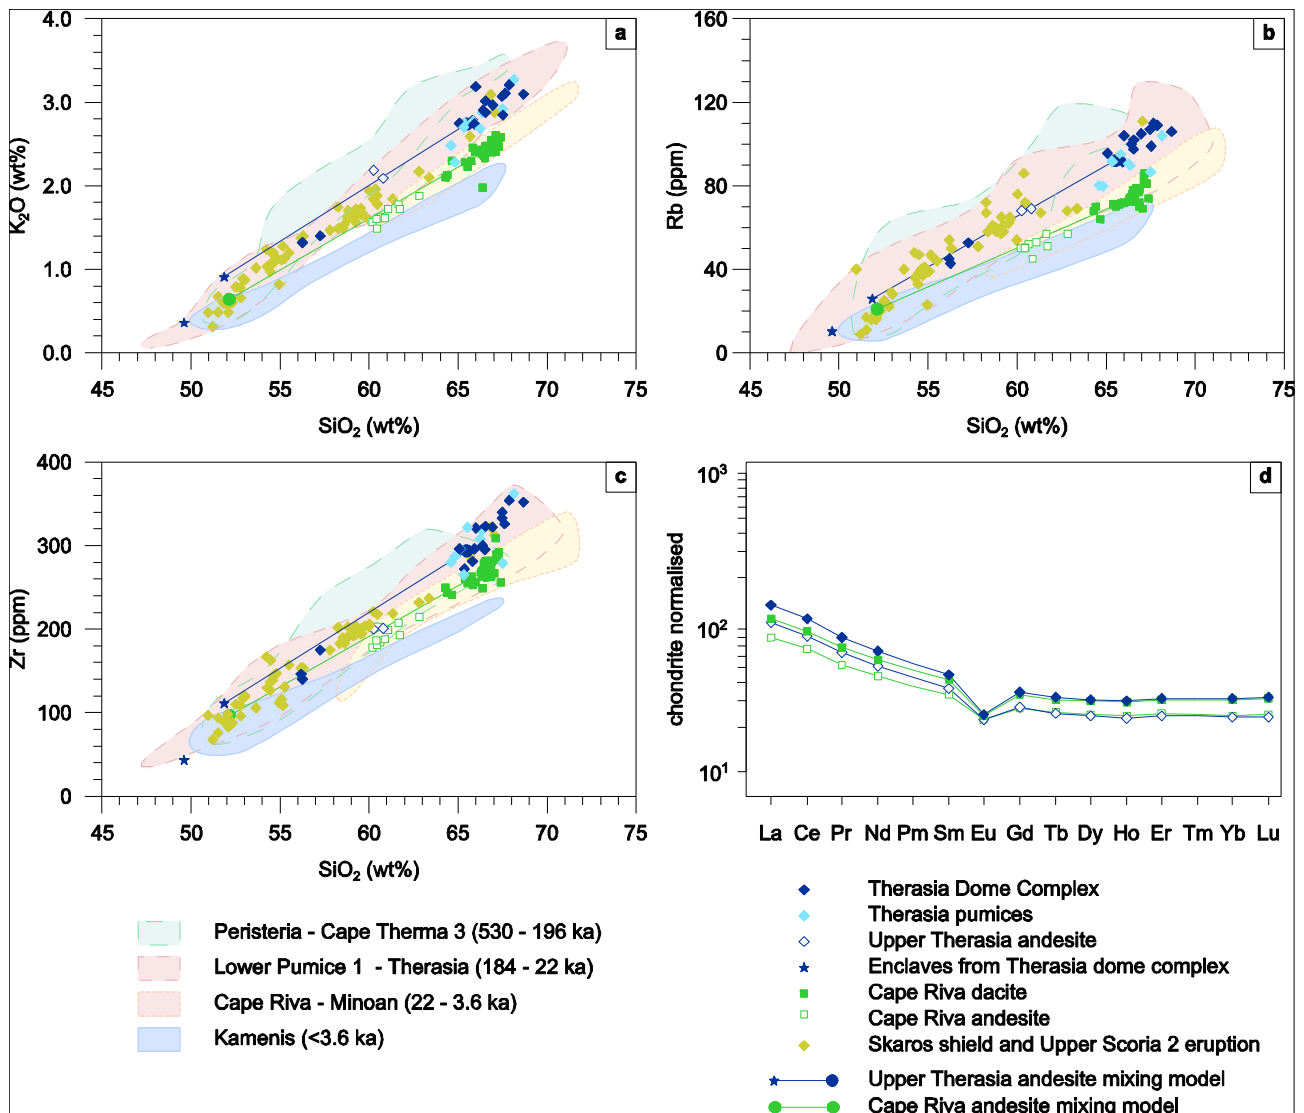 a
4.0
3.0
2.0
1.0
0.0
K2O (wt%)
45 50 55 60 65 70 75
SiO2 (wt%)
b
160
120
80
40
0
Rb (ppm)
45 50 55 60 65 70 75
SiO2 (wt%)
c
400
300
200
100
0
Zr (ppm)
45 50 55 60 65 70 75
SiO2 (wt%)
d
10^3
10^2
10^1
chondrite normalised
La Ce Pr Nd Pm Sm Eu Gd Tb Dy Ho Er Tm Yb Lu
Peristeria - Cape Therma 3 (530 - 196 ka)
Lower Pumice 1 - Therasia (184 - 22 ka)
Cape Riva - Minoan (22 - 3.6 ka)
Kamenis (<3.6 ka)
Therasia Dome Complex
Therasia pumices
Upper Therasia andesite
Enclaves from Therasia dome complex
Cape Riva dacite
Cape Riva andesite
Skaros shield and Upper Scoria 2 eruption
Upper Therasia andesite mixing model
Cape Riva andesite mixing model